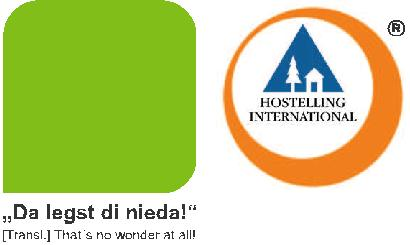 ®
HOSTELLING
INTERNATIONAL
„Da legst di nieda!“
[Transl.] That´s no wonder at all!